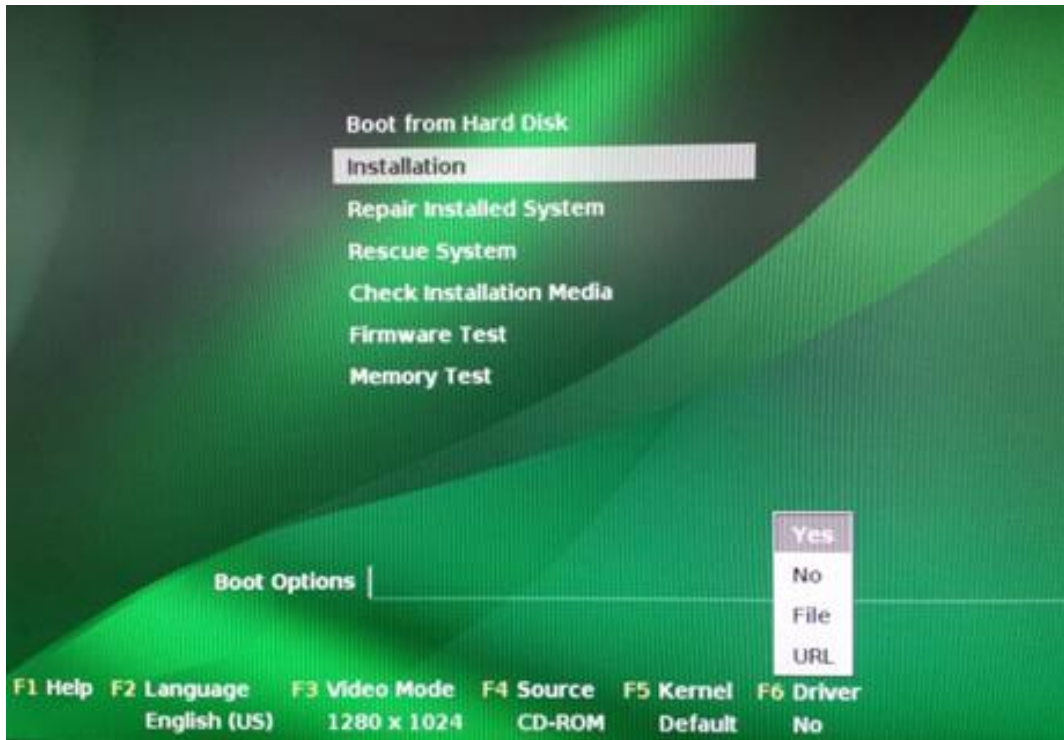 Boot from Hard Disk
Installation
Repair Installed System
Rescue System
Check Installation Media
Firmware Test
Memory Test
Yes
No
File
URL
Boot Options
F1 Help F2 Language F3 Video Mode F4 Source F5 Kernel F6 Driver
English (US) 1280 x 1024 CD-ROM Default No